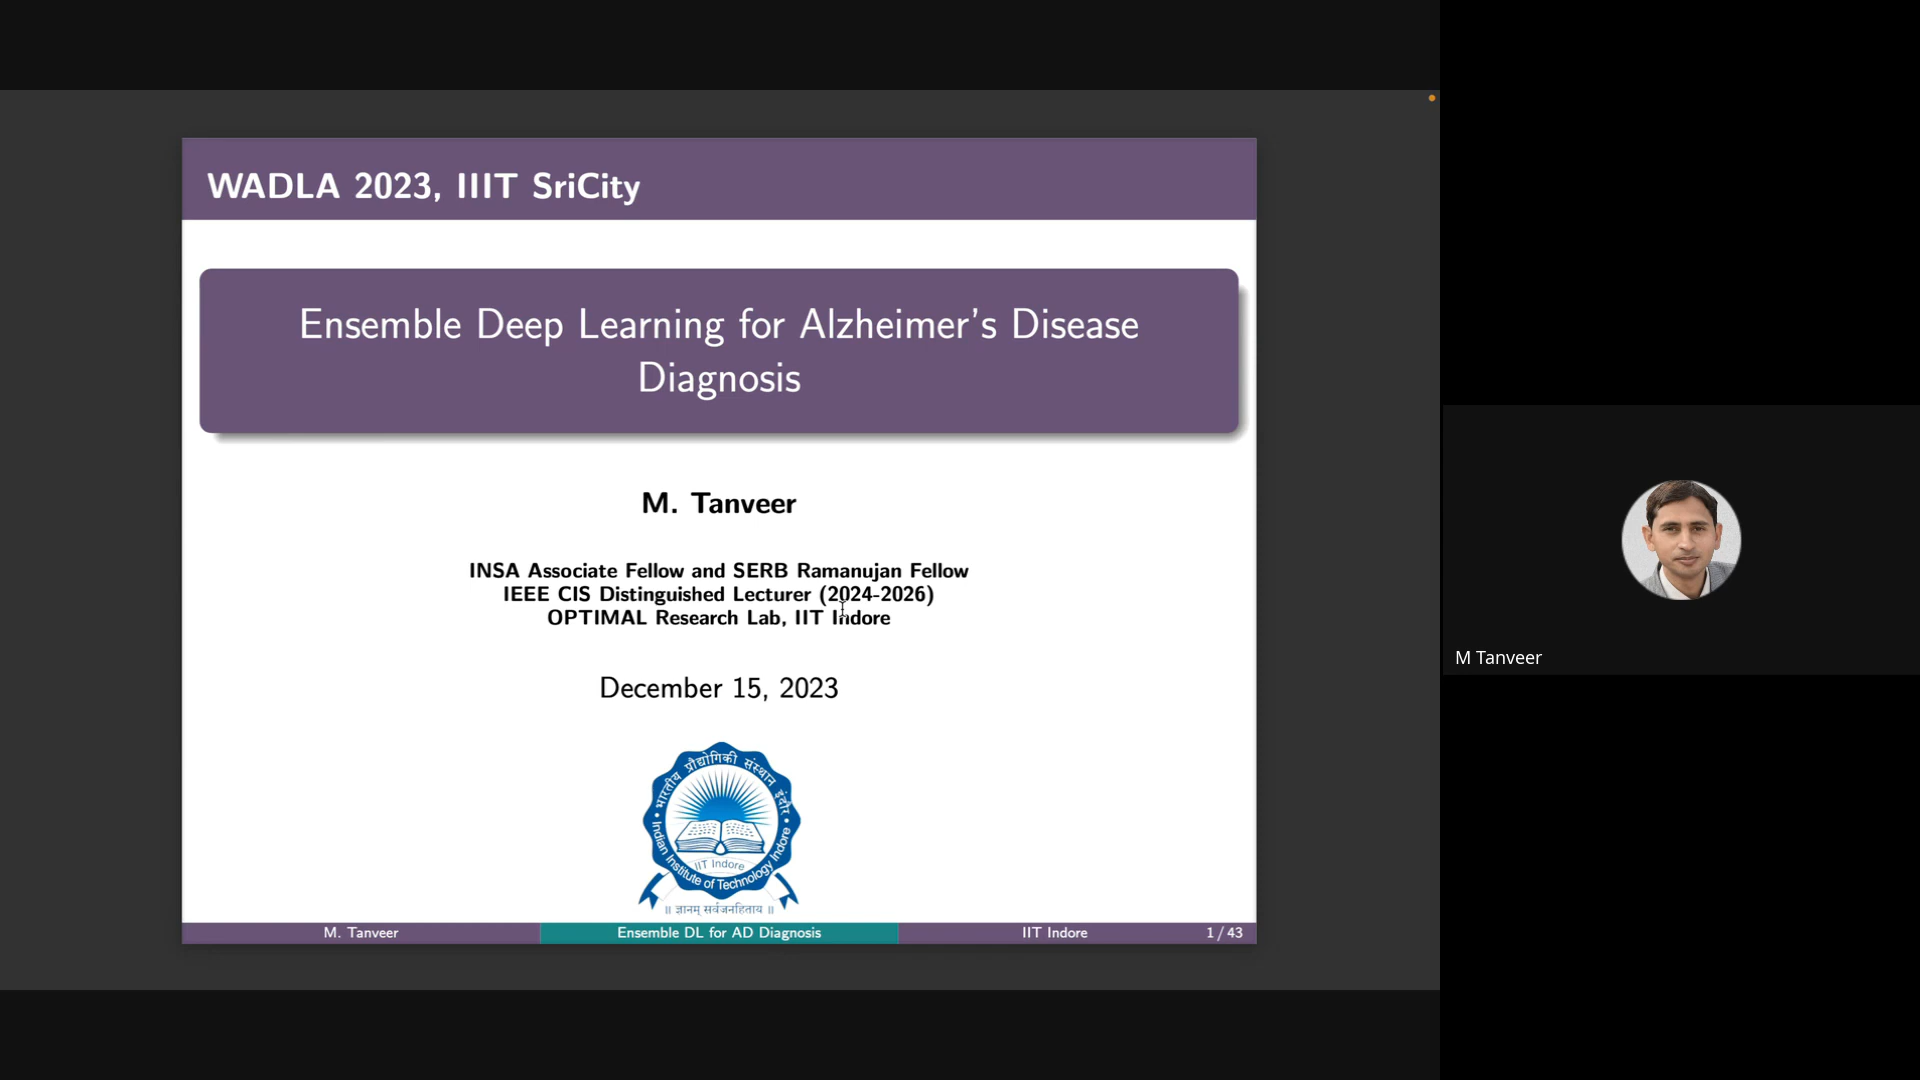 WADLA 2023, IIIT SriCity
Ensemble Deep Learning for Alzheimer's Disease
Diagnosis
M. Tanveer
INSA Associate Fellow and SERB Ramanujan Fellow
IEEE CIS Distinguished Lecturer (2024-2026)
OPTIMAL Research Lab, IIT Indore
December 15, 2023
भारतीय प्रौद्योगिकी संस्थान इंदौर
IIT Indore
Indian Institute of Technology Indore
॥ ज्ञानम् सर्वजनहिताय ॥
M. Tanveer
Ensemble DL for AD Diagnosis
IIT Indore
1 / 43
M Tanveer